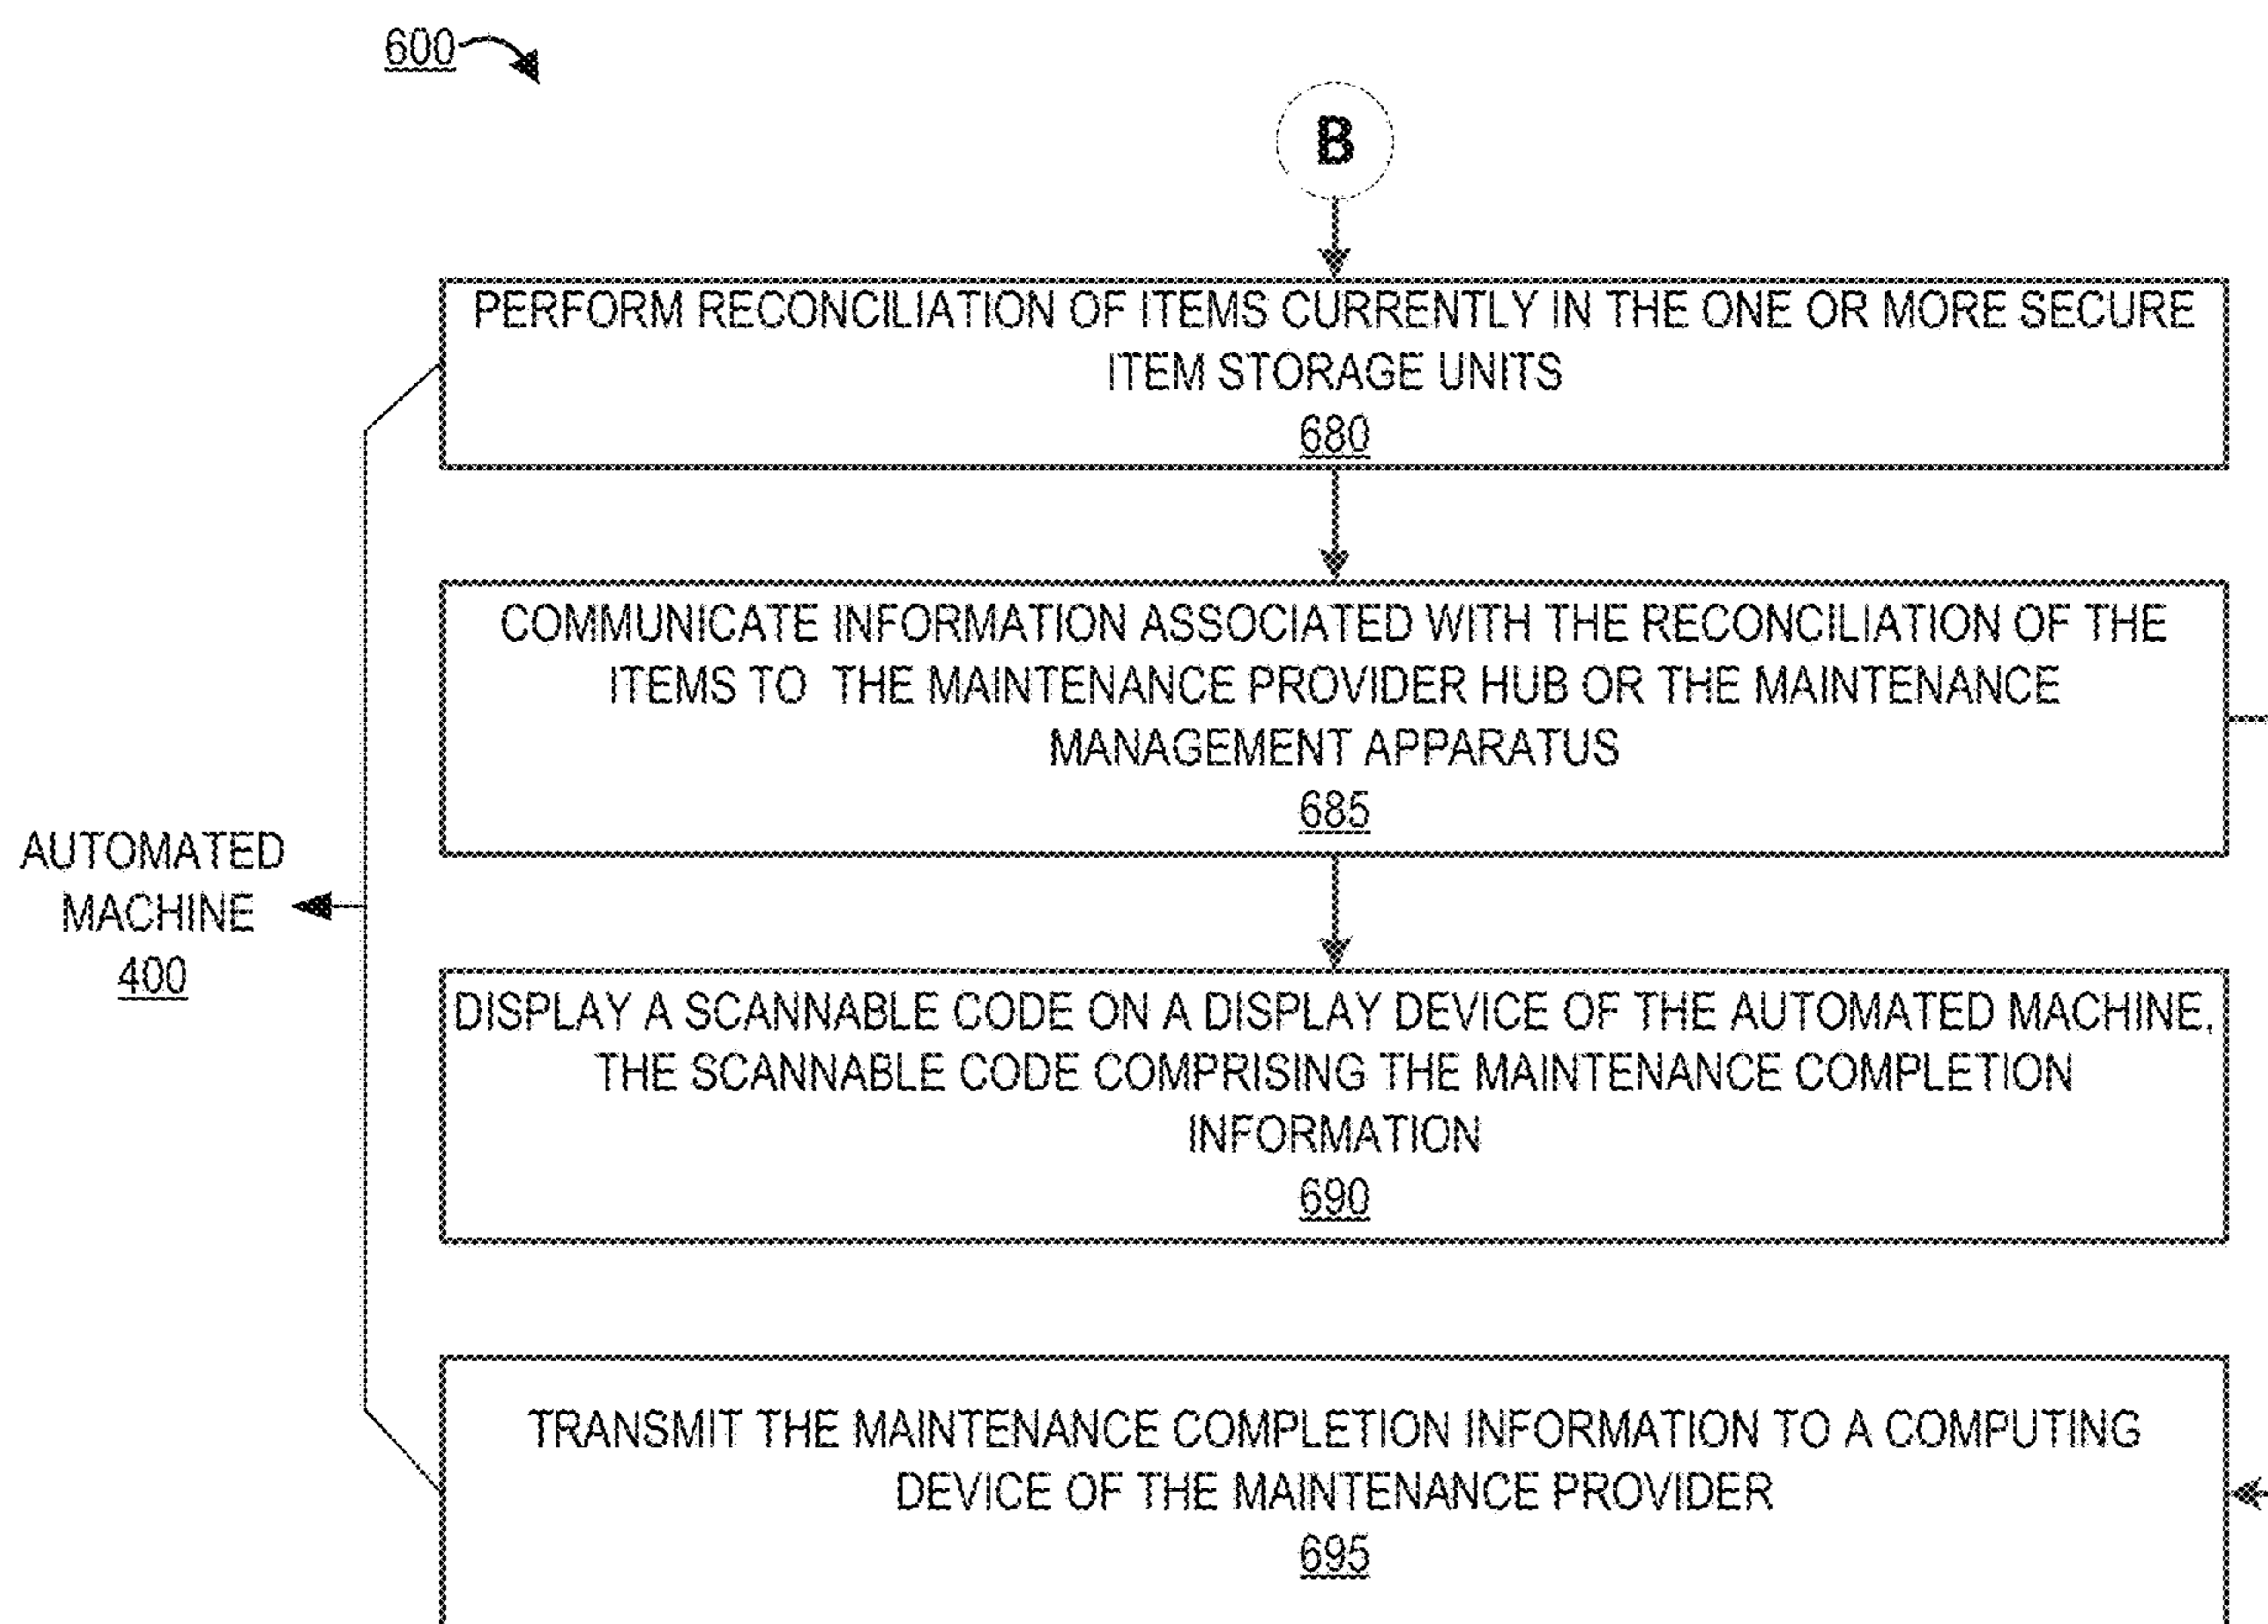 600
B
PERFORM RECONCILIATION OF ITEMS CURRENTLY IN THE ONE OR MORE SECURE
ITEM STORAGE UNITS
680
COMMUNICATE INFORMATION ASSOCIATED WITH THE RECONCILIATION OF THE
ITEMS TO THE MAINTENANCE PROVIDER HUB OR THE MAINTENANCE
MANAGEMENT APPARATUS
685
AUTOMATED
MACHINE
400
DISPLAY A SCANNABLE CODE ON A DISPLAY DEVICE OF THE AUTOMATED MACHINE,
THE SCANNABLE CODE COMPRISING THE MAINTENANCE COMPLETION
INFORMATION
690
TRANSMIT THE MAINTENANCE COMPLETION INFORMATION TO A COMPUTING
DEVICE OF THE MAINTENANCE PROVIDER
695